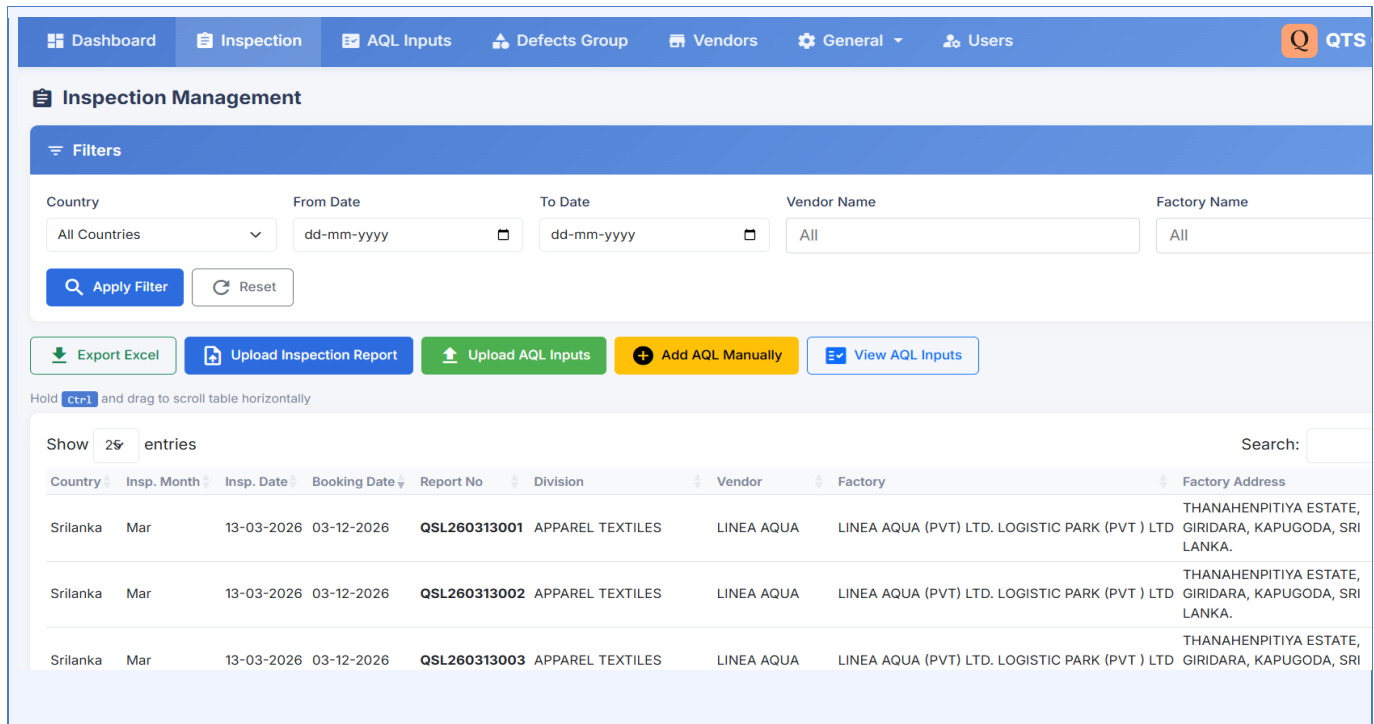 Dashboard Inspection AQL Inputs Defects Group Vendors General Users Q QTS
Inspection Management
Filters
Country From Date To Date Vendor Name Factory Name
All Countries dd-mm-yyyy dd-mm-yyyy All All
Apply Filter Reset
Export Excel Upload Inspection Report Upload AQL Inputs Add AQL Manually View AQL Inputs
Hold Ctrl and drag to scroll table horizontally
Show 25 entries Search:
Country Insp. Month Insp. Date Booking Date Report No Division Vendor Factory Factory Address
THANAHENPITIYA ESTATE,
Srilanka Mar 13-03-2026 03-12-2026 QSL260313001 APPAREL TEXTILES LINEA AQUA LINEA AQUA (PVT) LTD. LOGISTIC PARK (PVT ) LTD GIRIDARA, KAPUGODA, SRI
LANKA.
THANAHENPITIYA ESTATE,
Srilanka Mar 13-03-2026 03-12-2026 QSL260313002 APPAREL TEXTILES LINEA AQUA LINEA AQUA (PVT) LTD. LOGISTIC PARK (PVT ) LTD GIRIDARA, KAPUGODA, SRI
LANKA.
THANAHENPITIYA ESTATE,
Srilanka Mar 13-03-2026 03-12-2026 QSL260313003 APPAREL TEXTILES LINEA AQUA LINEA AQUA (PVT) LTD. LOGISTIC PARK (PVT ) LTD GIRIDARA, KAPUGODA, SRI